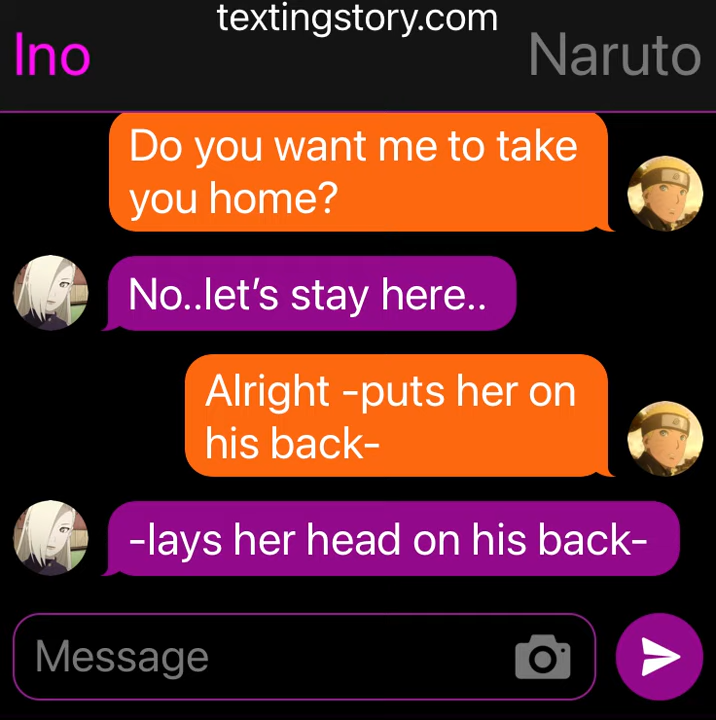 textingstory.com
Ino Naruto
Do you want me to take
you home?
No..let's stay here..
Alright -puts her on
his back-
-lays her head on his back-
Message